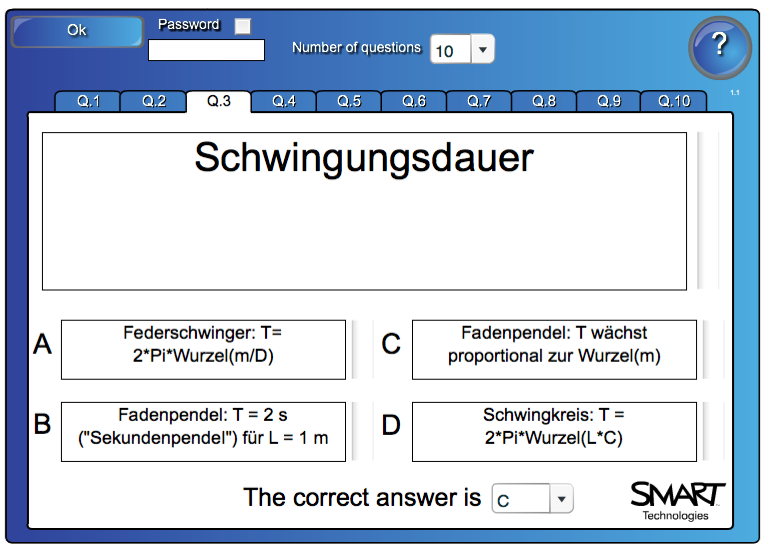 Ok
Password
Number of questions 10
?
1.1
Q.1 Q.2 Q.3 Q.4 Q.5 Q.6 Q.7 Q.8 Q.9 Q.10
Schwingungsdauer
A
Federschwinger: T=
2*Pi*Wurzel(m/D)
C
Fadenpendel: T wächst
proportional zur Wurzel(m)
B
Fadenpendel: T = 2 s
("Sekundenpendel") für L = 1 m
D
Schwingkreis: T =
2*Pi*Wurzel(L*C)
The correct answer is C
SMART
Technologies